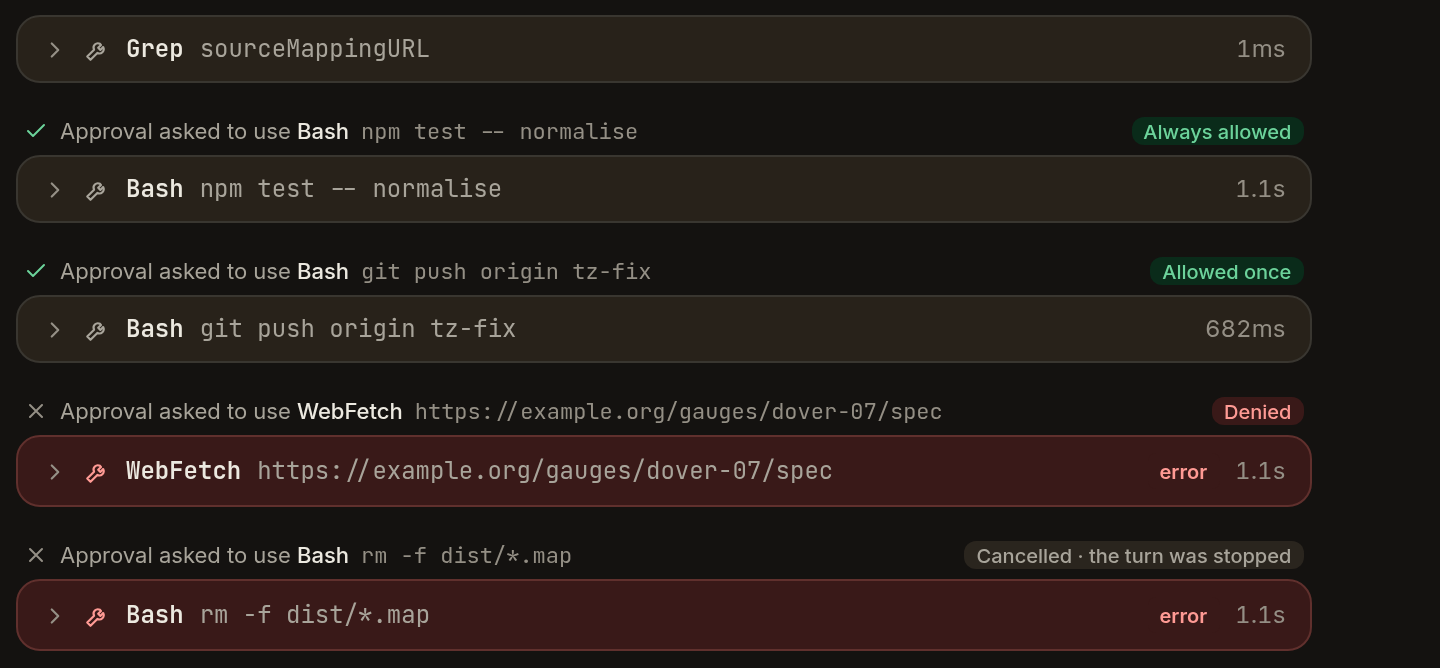 Grep sourceMappingURL 1ms
Approval asked to use Bash npm test -- normalise Always allowed
Bash npm test -- normalise 1.1s
Approval asked to use Bash git push origin tz-fix Allowed once
Bash git push origin tz-fix 682ms
Approval asked to use WebFetch https://example.org/gauges/dover-07/spec Denied
WebFetch https://example.org/gauges/dover-07/spec error 1.1s
Approval asked to use Bash rm -f dist/*.map Cancelled · the turn was stopped
Bash rm -f dist/*.map error 1.1s